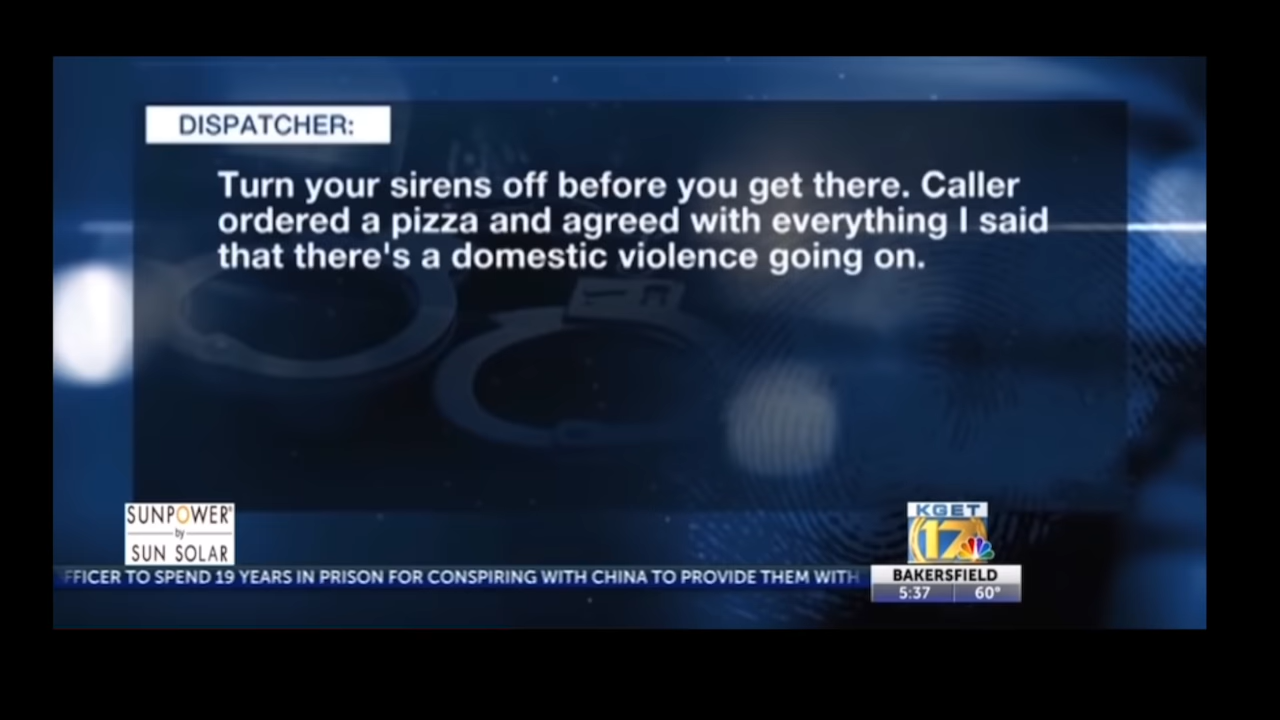 DISPATCHER:
Turn your sirens off before you get there. Caller
ordered a pizza and agreed with everything I said
that there's a domestic violence going on.
SUNPOWER®
by
SUN SOLAR
KGET
17
FFICER TO SPEND 19 YEARS IN PRISON FOR CONSPIRING WITH CHINA TO PROVIDE THEM WITH
BAKERSFIELD
5:37 60°